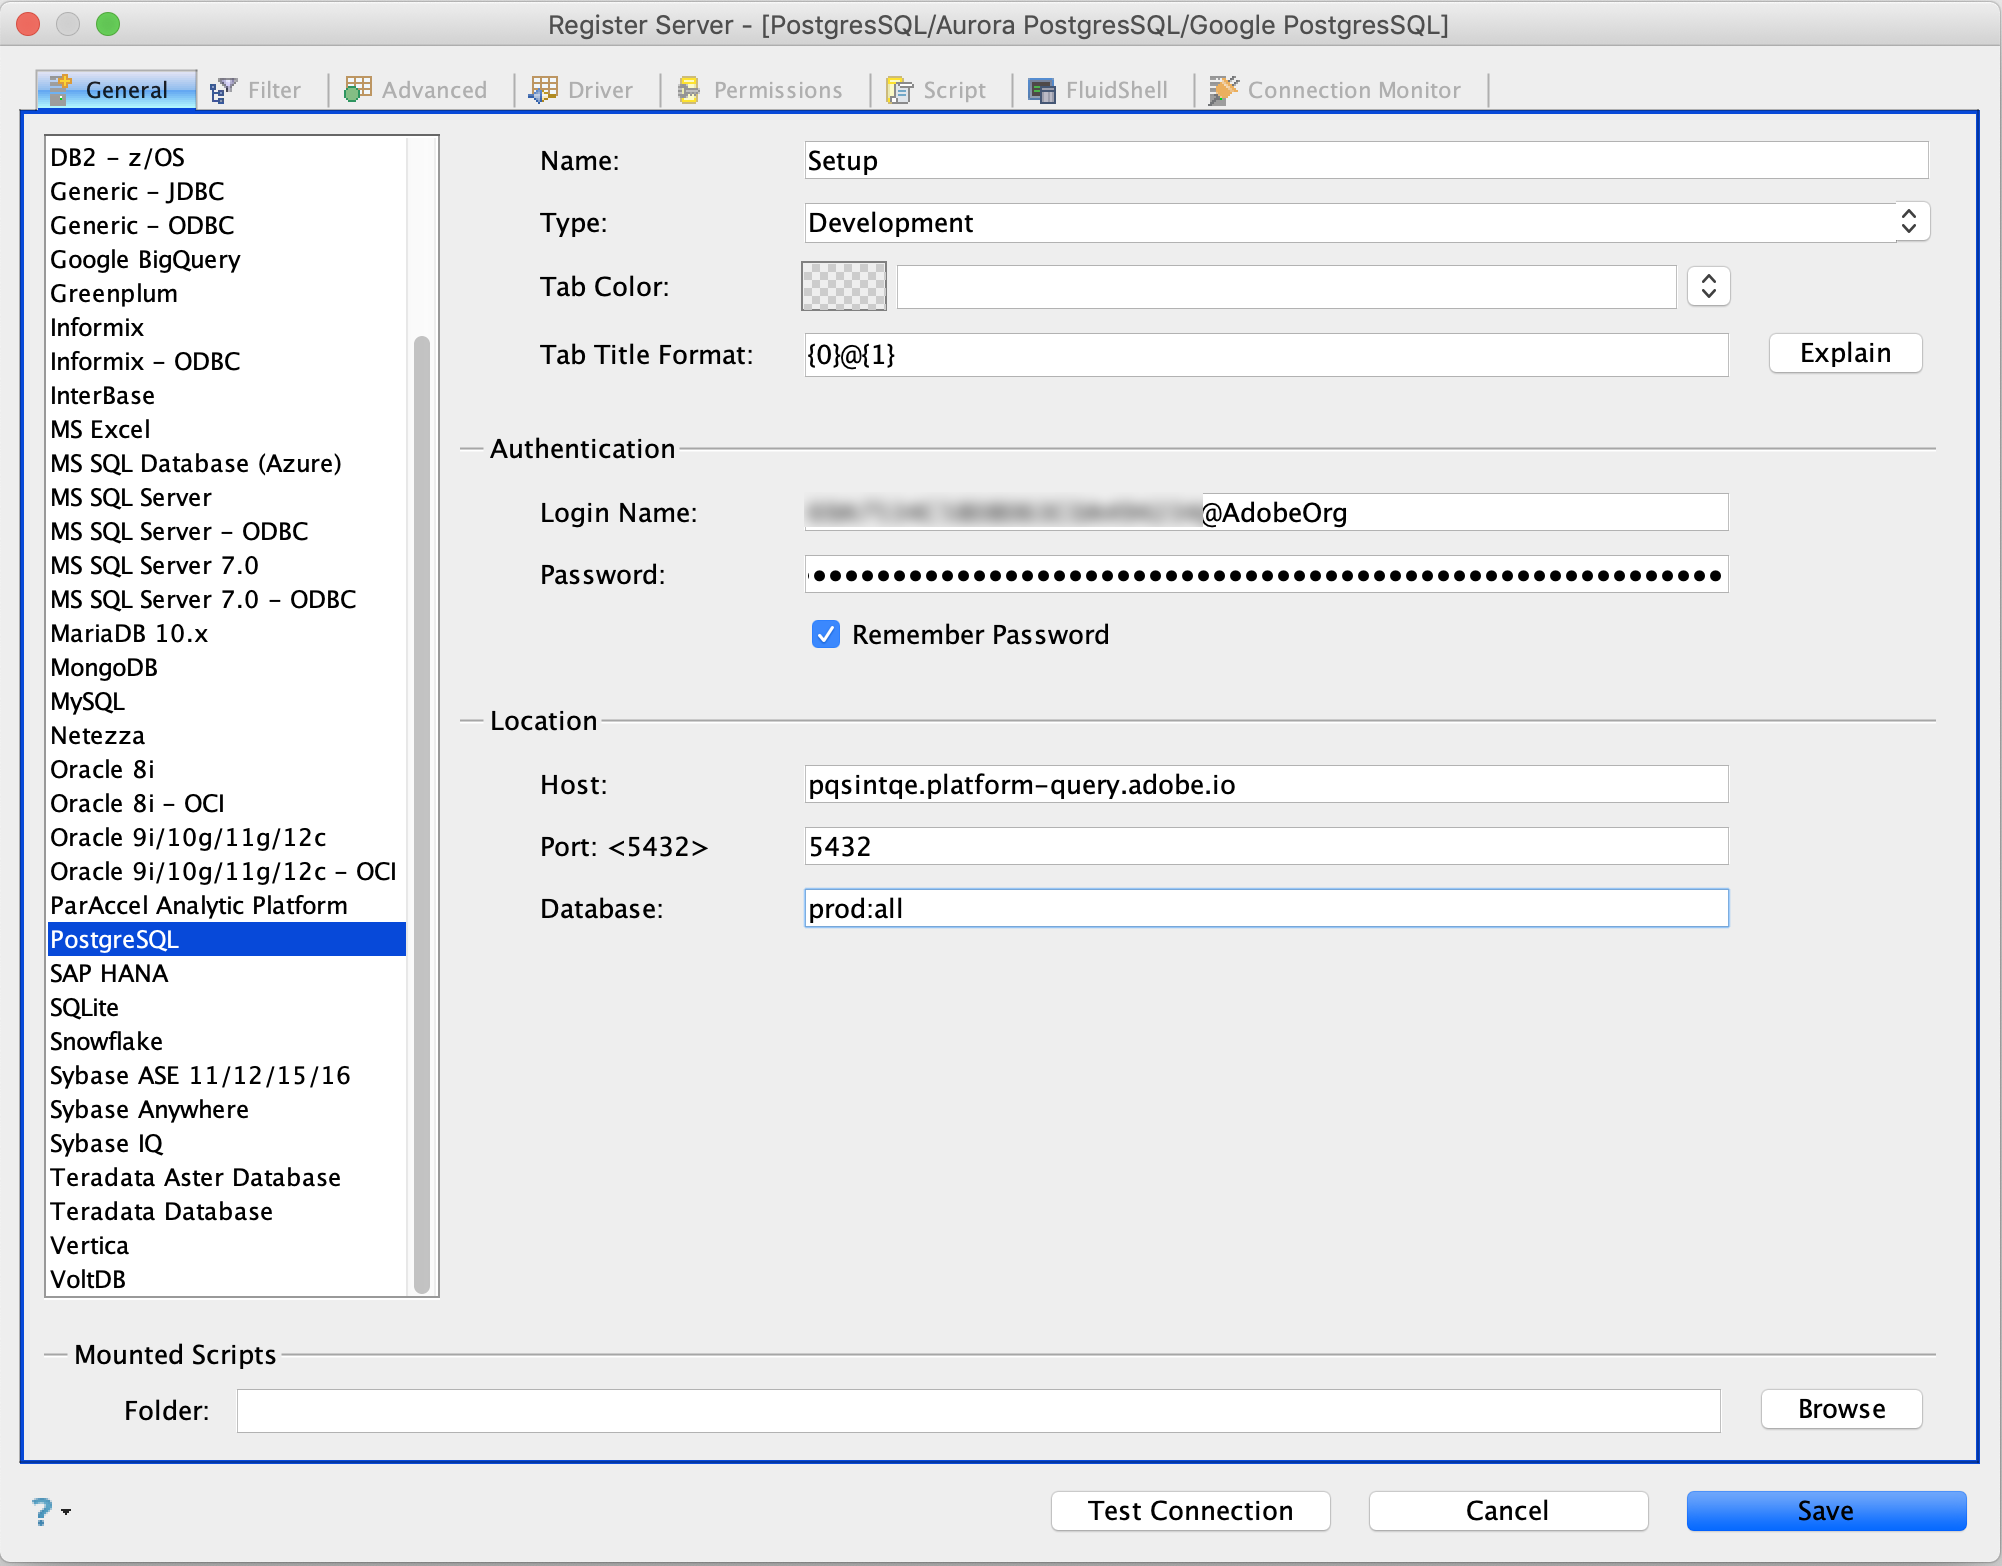 Register Server - [PostgresSQL/Aurora PostgresSQL/Google PostgresSQL]
General Filter Advanced Driver Permissions Script FluidShell Connection Monitor
DB2 - z/OS
Generic - JDBC
Generic - ODBC
Google BigQuery
Greenplum
Informix
Informix - ODBC
InterBase
MS Excel
MS SQL Database (Azure)
MS SQL Server
MS SQL Server - ODBC
MS SQL Server 7.0
MS SQL Server 7.0 - ODBC
MariaDB 10.x
MongoDB
MySQL
Netezza
Oracle 8i
Oracle 8i - OCI
Oracle 9i/10g/11g/12c
Oracle 9i/10g/11g/12c - OCI
ParAccel Analytic Platform
PostgreSQL
SAP HANA
SQLite
Snowflake
Sybase ASE 11/12/15/16
Sybase Anywhere
Sybase IQ
Teradata Aster Database
Teradata Database
Vertica
VoltDB
Name: Setup
Type: Development
Tab Color:
Tab Title Format: {0}@{1} Explain
Authentication
Login Name: @AdobeOrg
Password:
Remember Password
Location
Host: pqsintqe.platform-query.adobe.io
Port: <5432> 5432
Database: prod:all
Mounted Scripts
Folder: Browse
? Test Connection Cancel Save